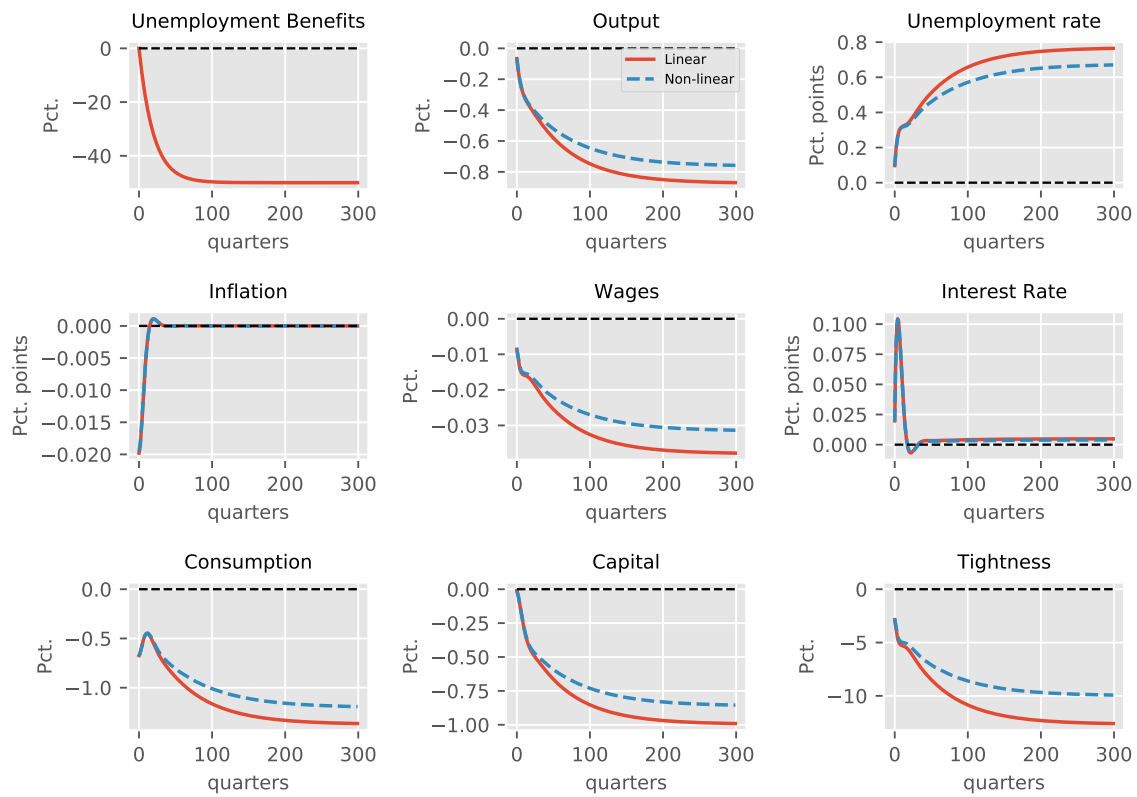 Unemployment Benefits
Output
Unemployment rate
0
−20
−40
Pct.
0 100 200 300
quarters
0.0
−0.2
−0.4
−0.6
−0.8
Pct.
Linear
Non-linear
0 100 200 300
quarters
0.8
0.6
0.4
0.2
0.0
Pct. points
0 100 200 300
quarters
Inflation
Wages
Interest Rate
0.000
−0.005
−0.010
−0.015
−0.020
Pct. points
0 100 200 300
quarters
0.00
−0.01
−0.02
−0.03
Pct.
0 100 200 300
quarters
0.100
0.075
0.050
0.025
0.000
Pct. points
0 100 200 300
quarters
Consumption
Capital
Tightness
0.0
−0.5
−1.0
Pct.
0 100 200 300
quarters
0.00
−0.25
−0.50
−0.75
−1.00
Pct.
0 100 200 300
quarters
0
−5
−10
Pct.
0 100 200 300
quarters